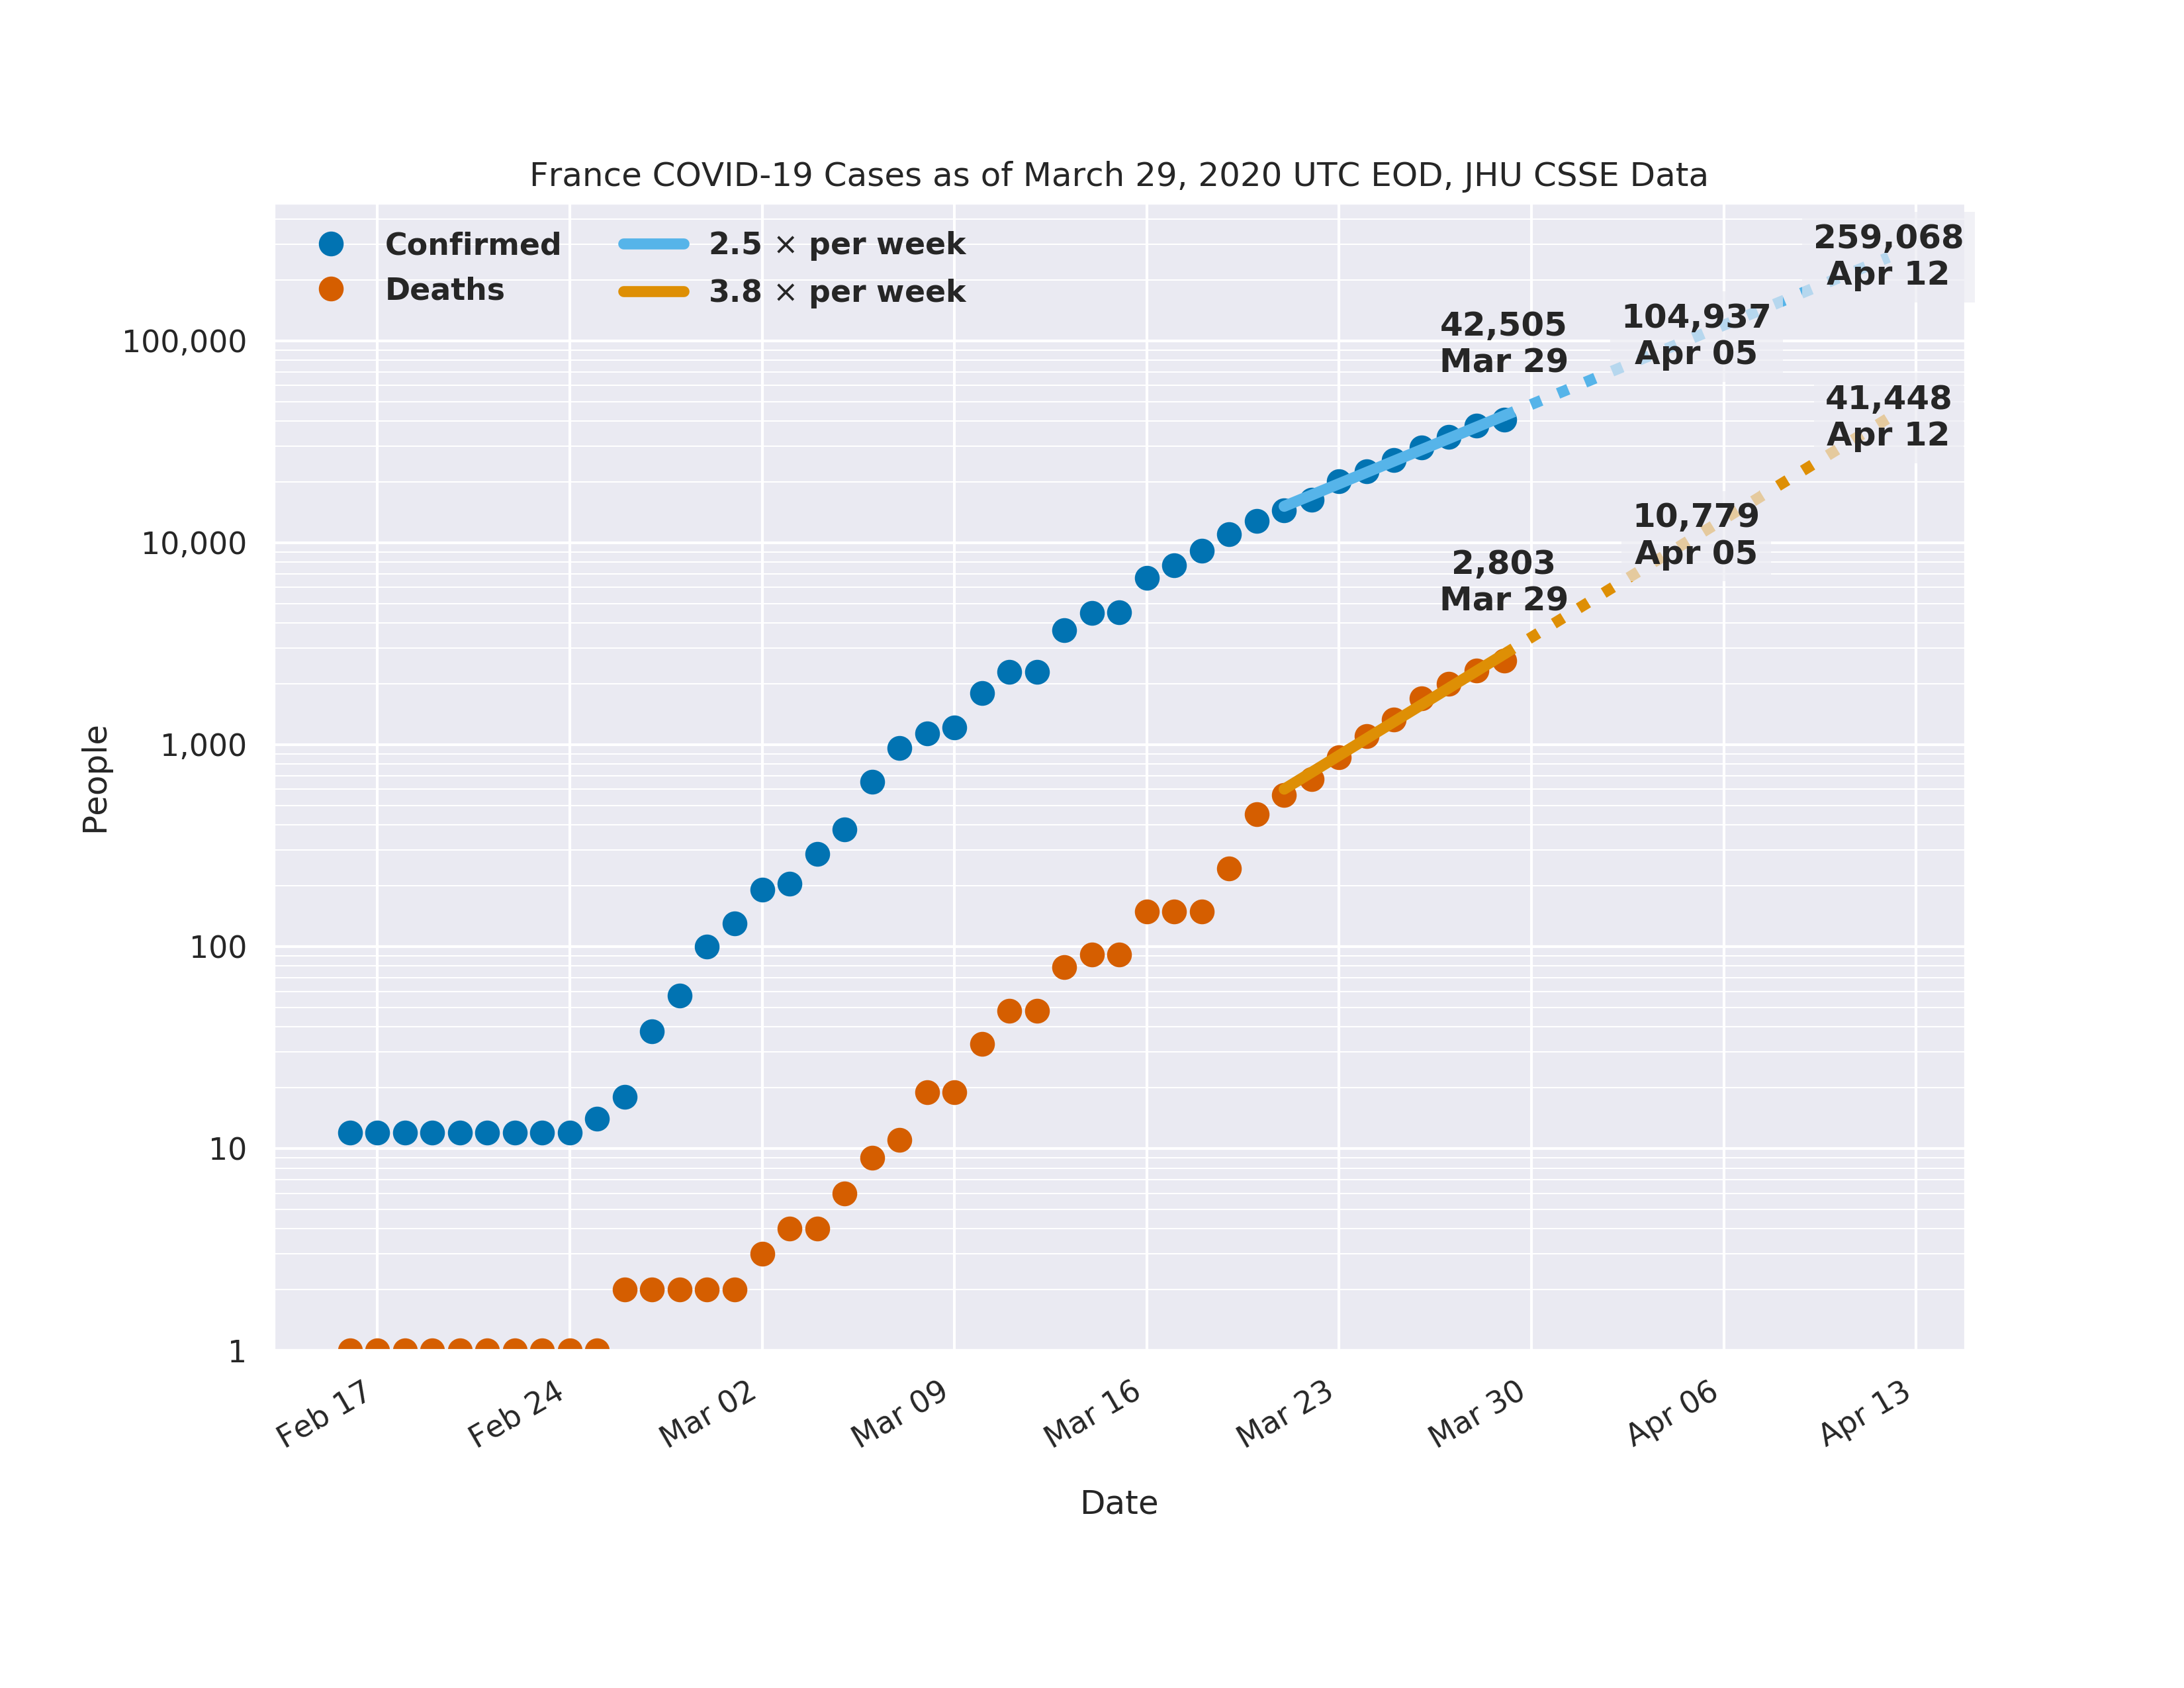 France COVID-19 Cases as of March 29, 2020 UTC EOD, JHU CSSE Data
Confirmed
Deaths
2.5 × per week
3.8 × per week
259,068
Apr 12
104,937
Apr 05
42,505
Mar 29
41,448
Apr 12
10,779
Apr 05
2,803
Mar 29
People
100,000
10,000
1,000
100
10
1
Feb 17
Feb 24
Mar 02
Mar 09
Mar 16
Mar 23
Mar 30
Apr 06
Apr 13
Date